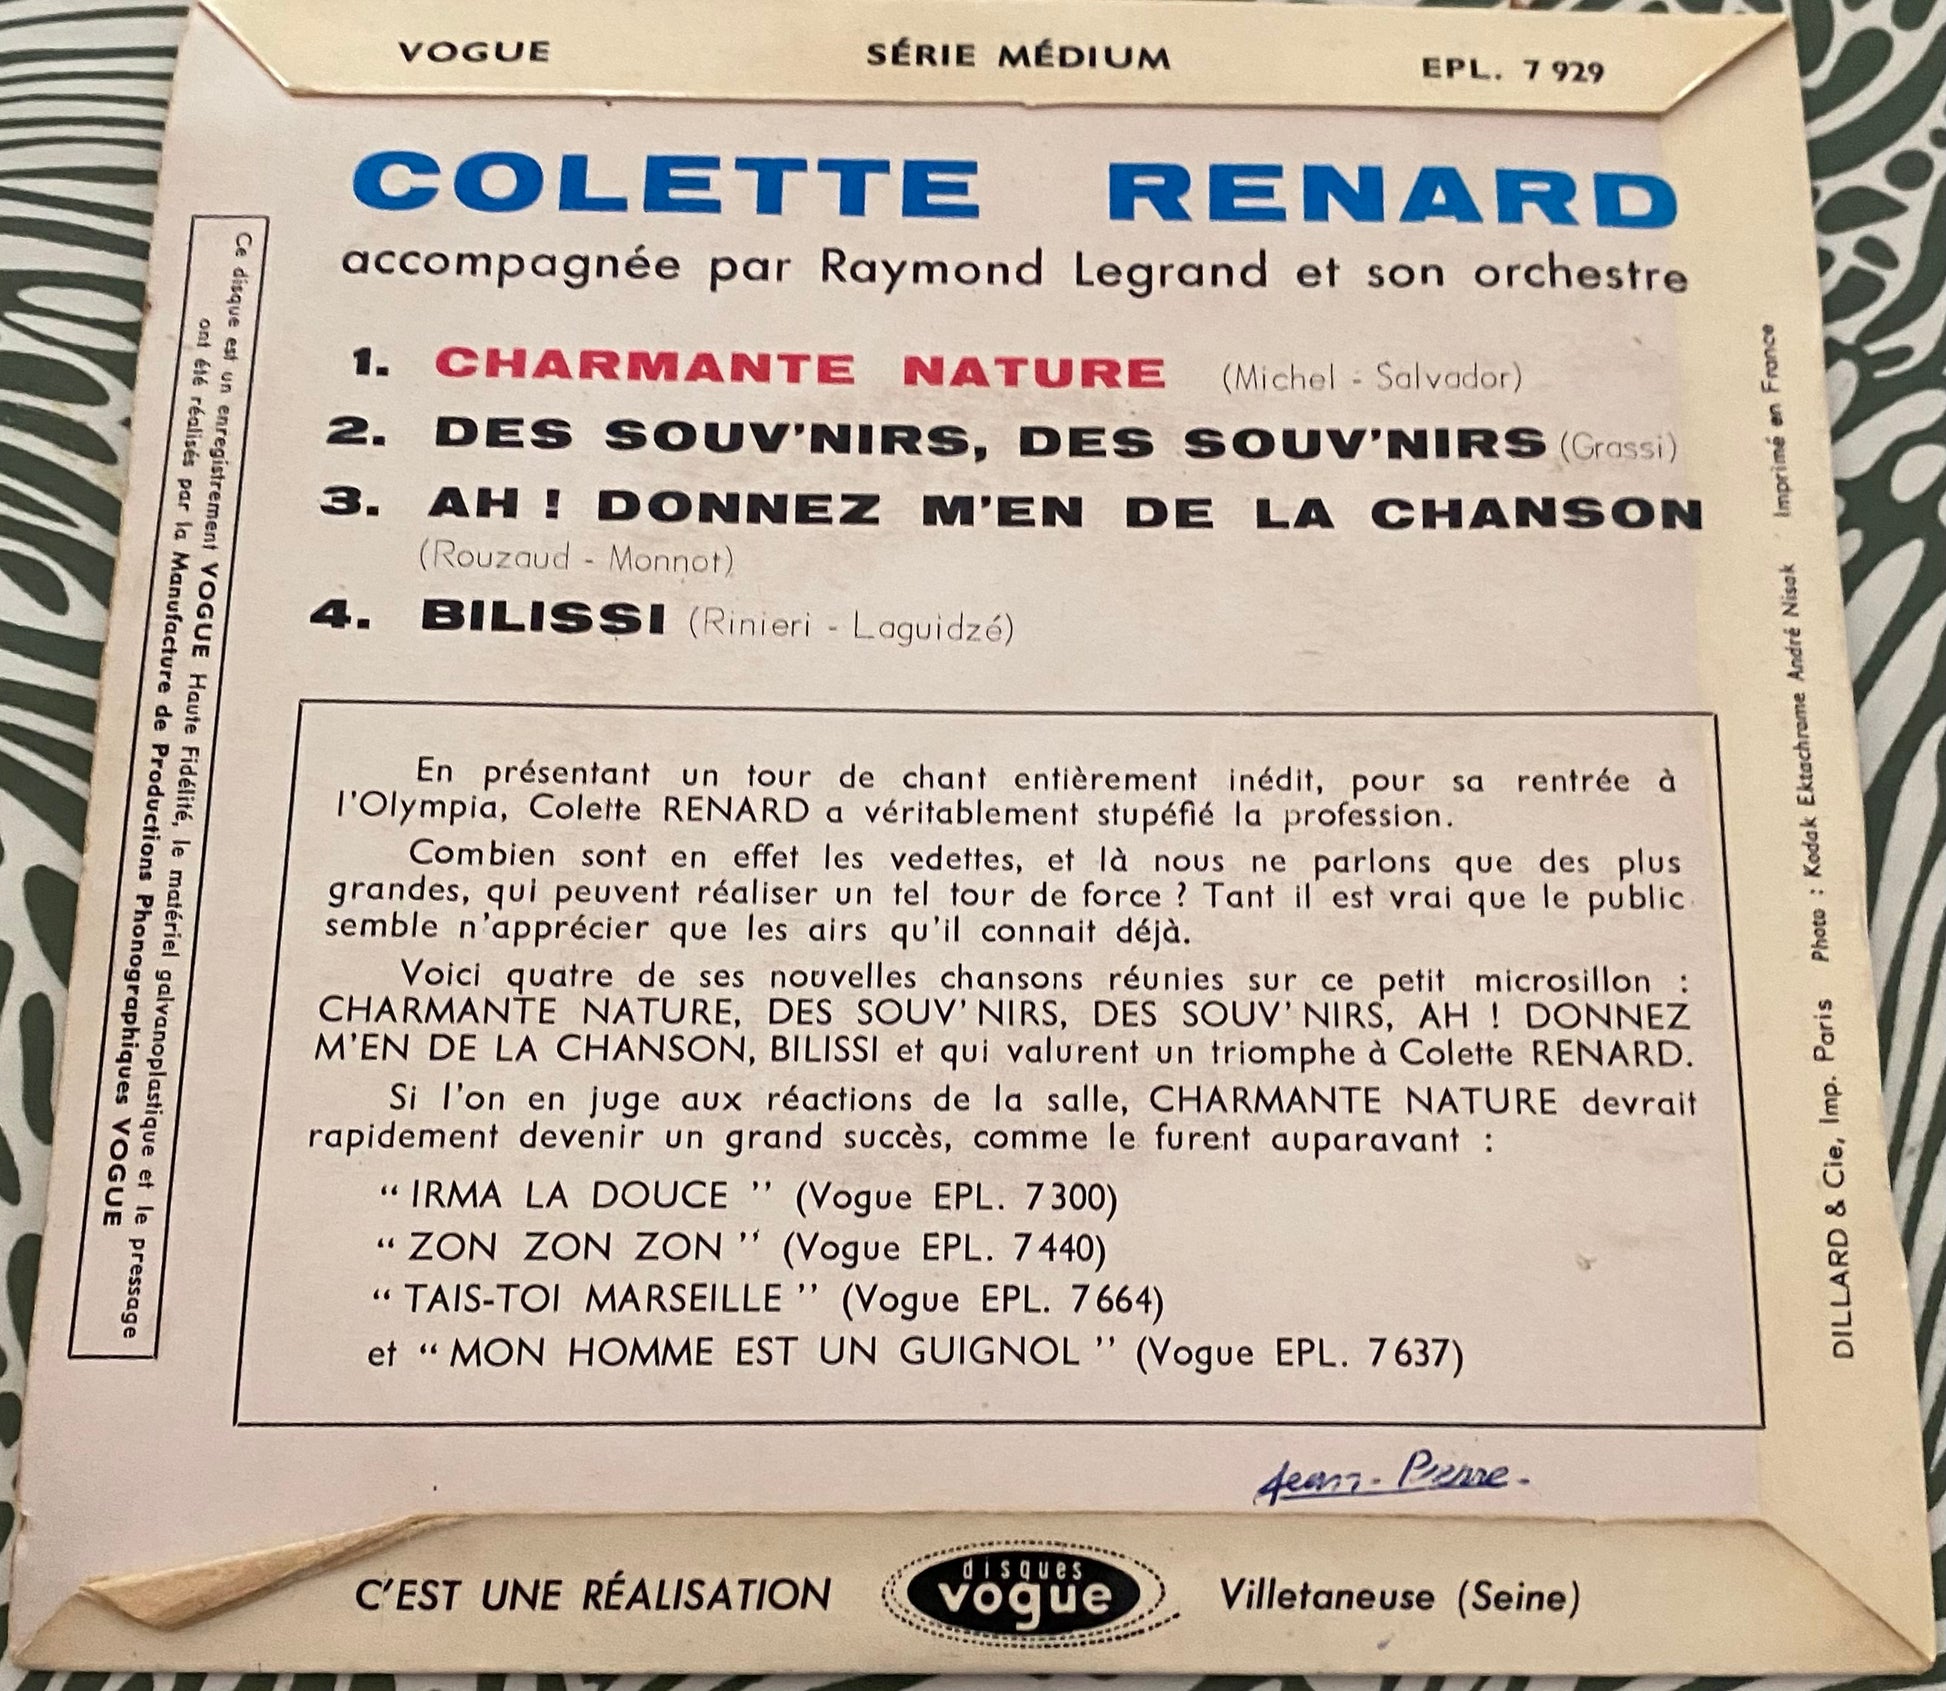 VOGUE SÉRIE MÉDIUM EPL. 7 929
COLETTE RENARD
accompagnée par Raymond Legrand et son orchestre
1. CHARMANTE NATURE (Michel - Salvador)
2. DES SOUV'NIRS, DES SOUV'NIRS (Grassi)
3. AH ! DONNEZ M'EN DE LA CHANSON
(Rouzaud - Monnot)
4. BILISSI (Rinieri - Laguidzé)
En présentant un tour de chant entièrement inédit, pour sa rentrée à
l'Olympia, Colette RENARD a véritablement stupéfié la profession.
Combien sont en effet les vedettes, et là nous ne parlons que des plus
grandes, qui peuvent réaliser un tel tour de force ? Tant il est vrai que le public
semble n'apprécier que les airs qu'il connait déjà.
Voici quatre de ses nouvelles chansons réunies sur ce petit microsillon :
CHARMANTE NATURE, DES SOUV' NIRS, DES SOUV' NIRS, AH ! DONNEZ
M'EN DE LA CHANSON, BILISSI et qui valurent un triomphe à Colette RENARD.
Si l'on en juge aux réactions de la salle, CHARMANTE NATURE devrait
rapidement devenir un grand succès, comme le furent auparavant :
“ IRMA LA DOUCE ” (Vogue EPL. 7 300)
“ ZON ZON ZON ” (Vogue EPL. 7 440)
“ TAIS-TOI MARSEILLE ” (Vogue EPL. 7 664)
et “ MON HOMME EST UN GUIGNOL ” (Vogue EPL. 7 637)
Jean-Pierre-
C'EST UNE RÉALISATION disques vogue Villetaneuse (Seine)
Ce disque est un enregistrement VOGUE Haute Fidélité, le matériel galvanoplastique et le pressage
ont été réalisés par la Manufacture de Productions Phonographiques VOGUE
DILLARD & Cie, Imp. Paris Photo : Kodak Ektachrome André Nisak Imprimé en France